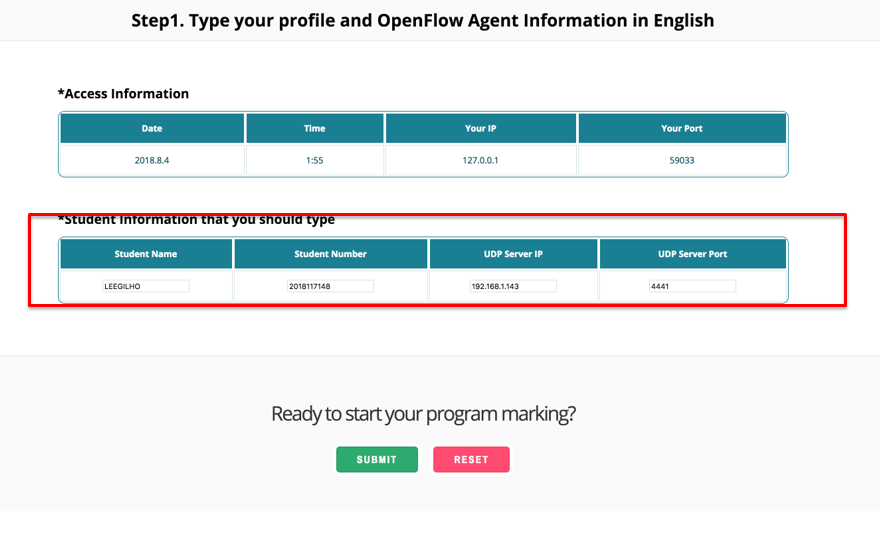 Step1. Type your profile and OpenFlow Agent Information in English
*Access Information
Date Time Your IP Your Port
2018.8.4 1:55 127.0.0.1 59033
*Student Information that you should type
Student Name Student Number UDP Server IP UDP Server Port
LEEGILHO 2018117148 192.168.1.143 4441
Ready to start your program marking?
SUBMIT RESET